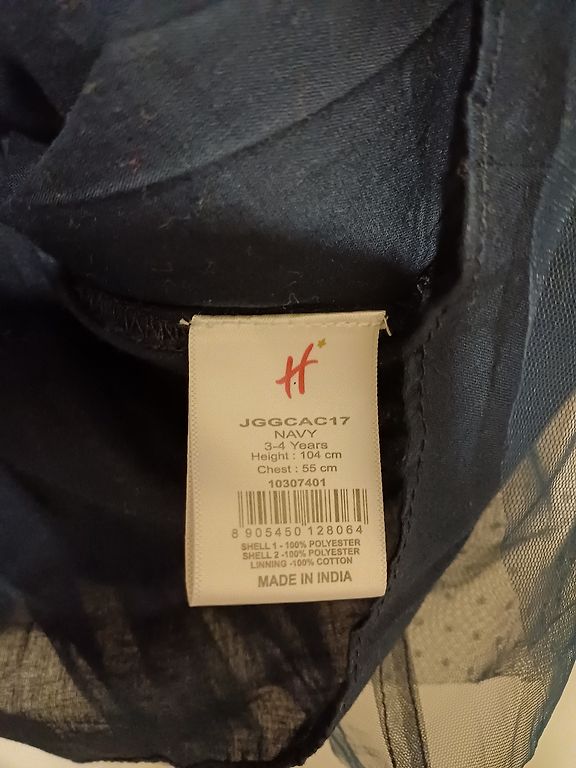 H
JGGCAC17
NAVY
3-4 Years
Height : 104 cm
Chest : 55 cm
10307401
8 905450 128064
SHELL 1 - 100% POLYESTER
SHELL 2 -100% POLYESTER
LINNING -100% COTTON
MADE IN INDIA